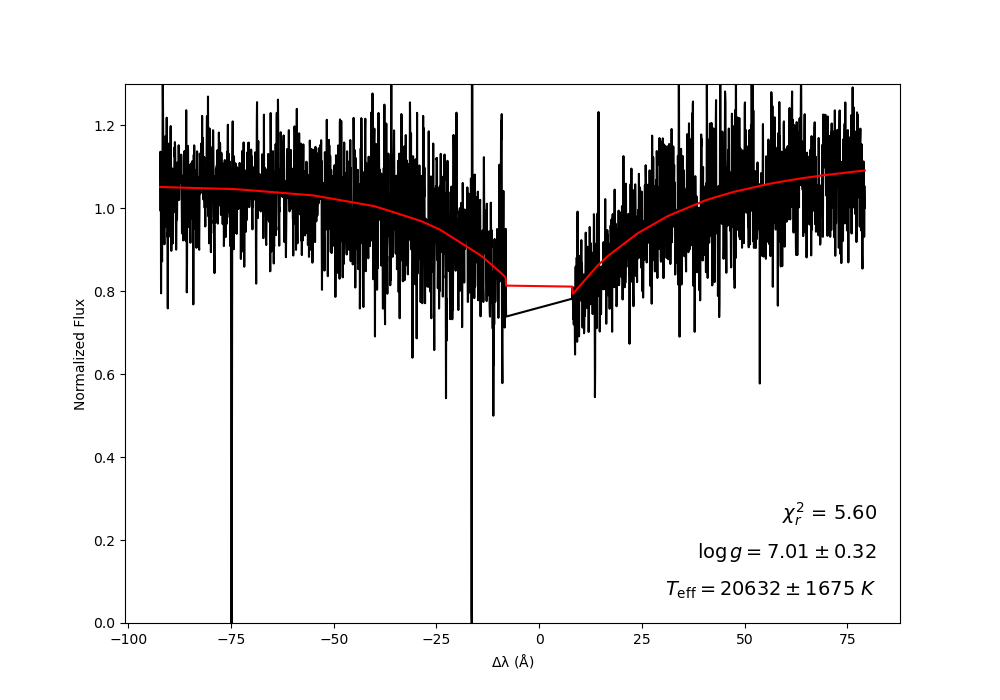 1.2
1.0
0.8
0.6
0.4
0.2
0.0
Normalized Flux
χ²ᵣ = 5.60
log g = 7.01 ± 0.32
T_eff = 20632 ± 1675 K
−100 −75 −50 −25 0 25 50 75
Δλ (Å)